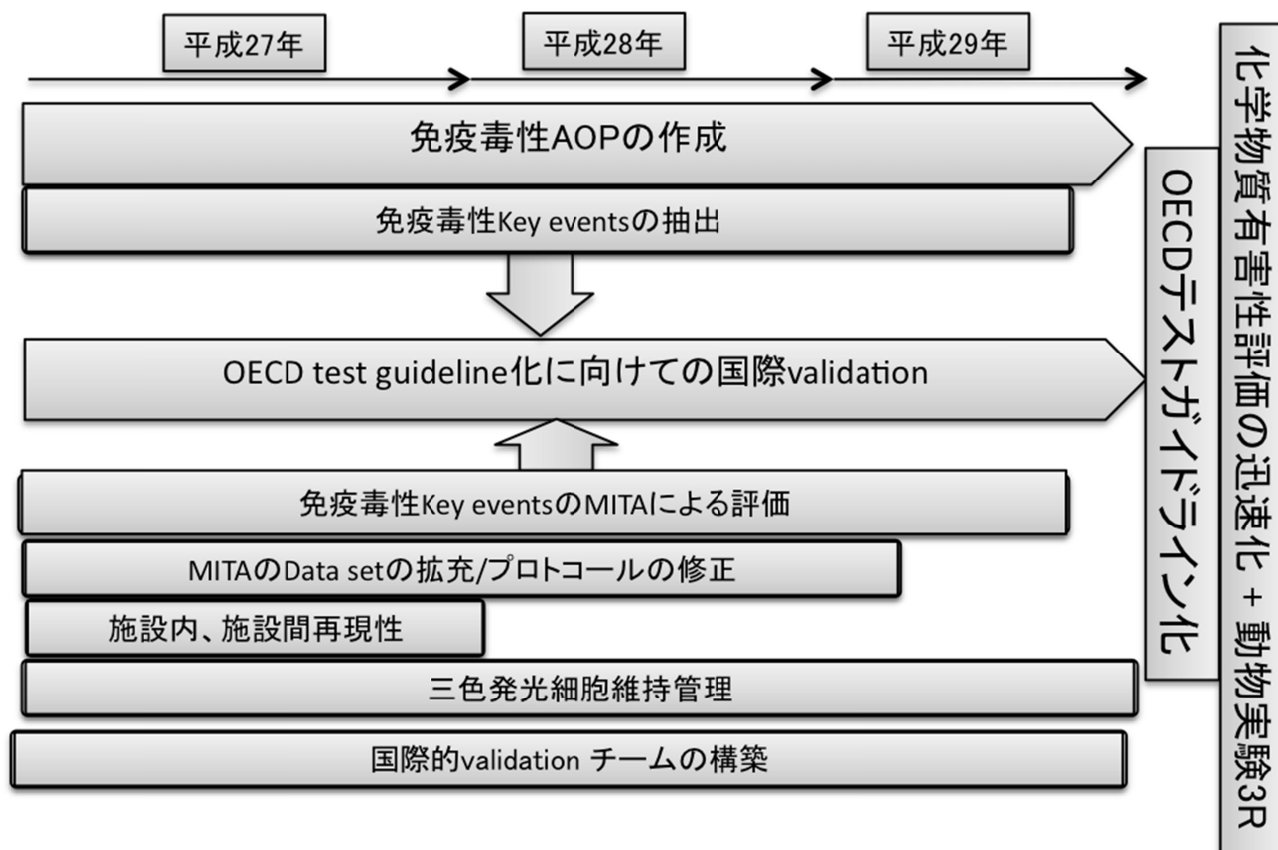 平成27年
平成28年
平成29年
免疫毒性AOPの作成
免疫毒性Key eventsの抽出
OECD test guideline化に向けての国際validation
免疫毒性Key eventsのMITAによる評価
MITAのData setの拡充/プロトコールの修正
施設内、施設間再現性
三色発光細胞維持管理
国際的validation チームの構築
OECDテストガイドライン化
化学物質有害性評価の迅速化 + 動物実験3R